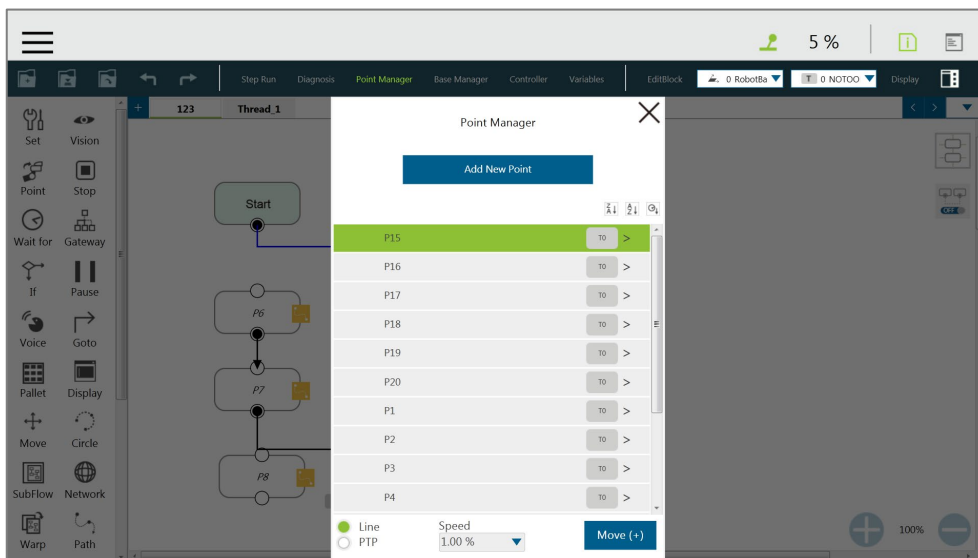 5 %
Step Run Diagnosis Point Manager Base Manager Controller Variables EditBlock 0 RobotBa T 0 NOTOO Display
+ 123 Thread_1
Set Vision
Point Stop
Wait for Gateway
If Pause
Voice Goto
Pallet Display
Move Circle
SubFlow Network
Warp Path
Start
P6
P7
P8
OFF
Point Manager
Add New Point
P15 TO >
P16 TO >
P17 TO >
P18 TO >
P19 TO >
P20 TO >
P1 TO >
P2 TO >
P3 TO >
P4 TO >
Line Speed
PTP 1.00 % Move (+)
100%